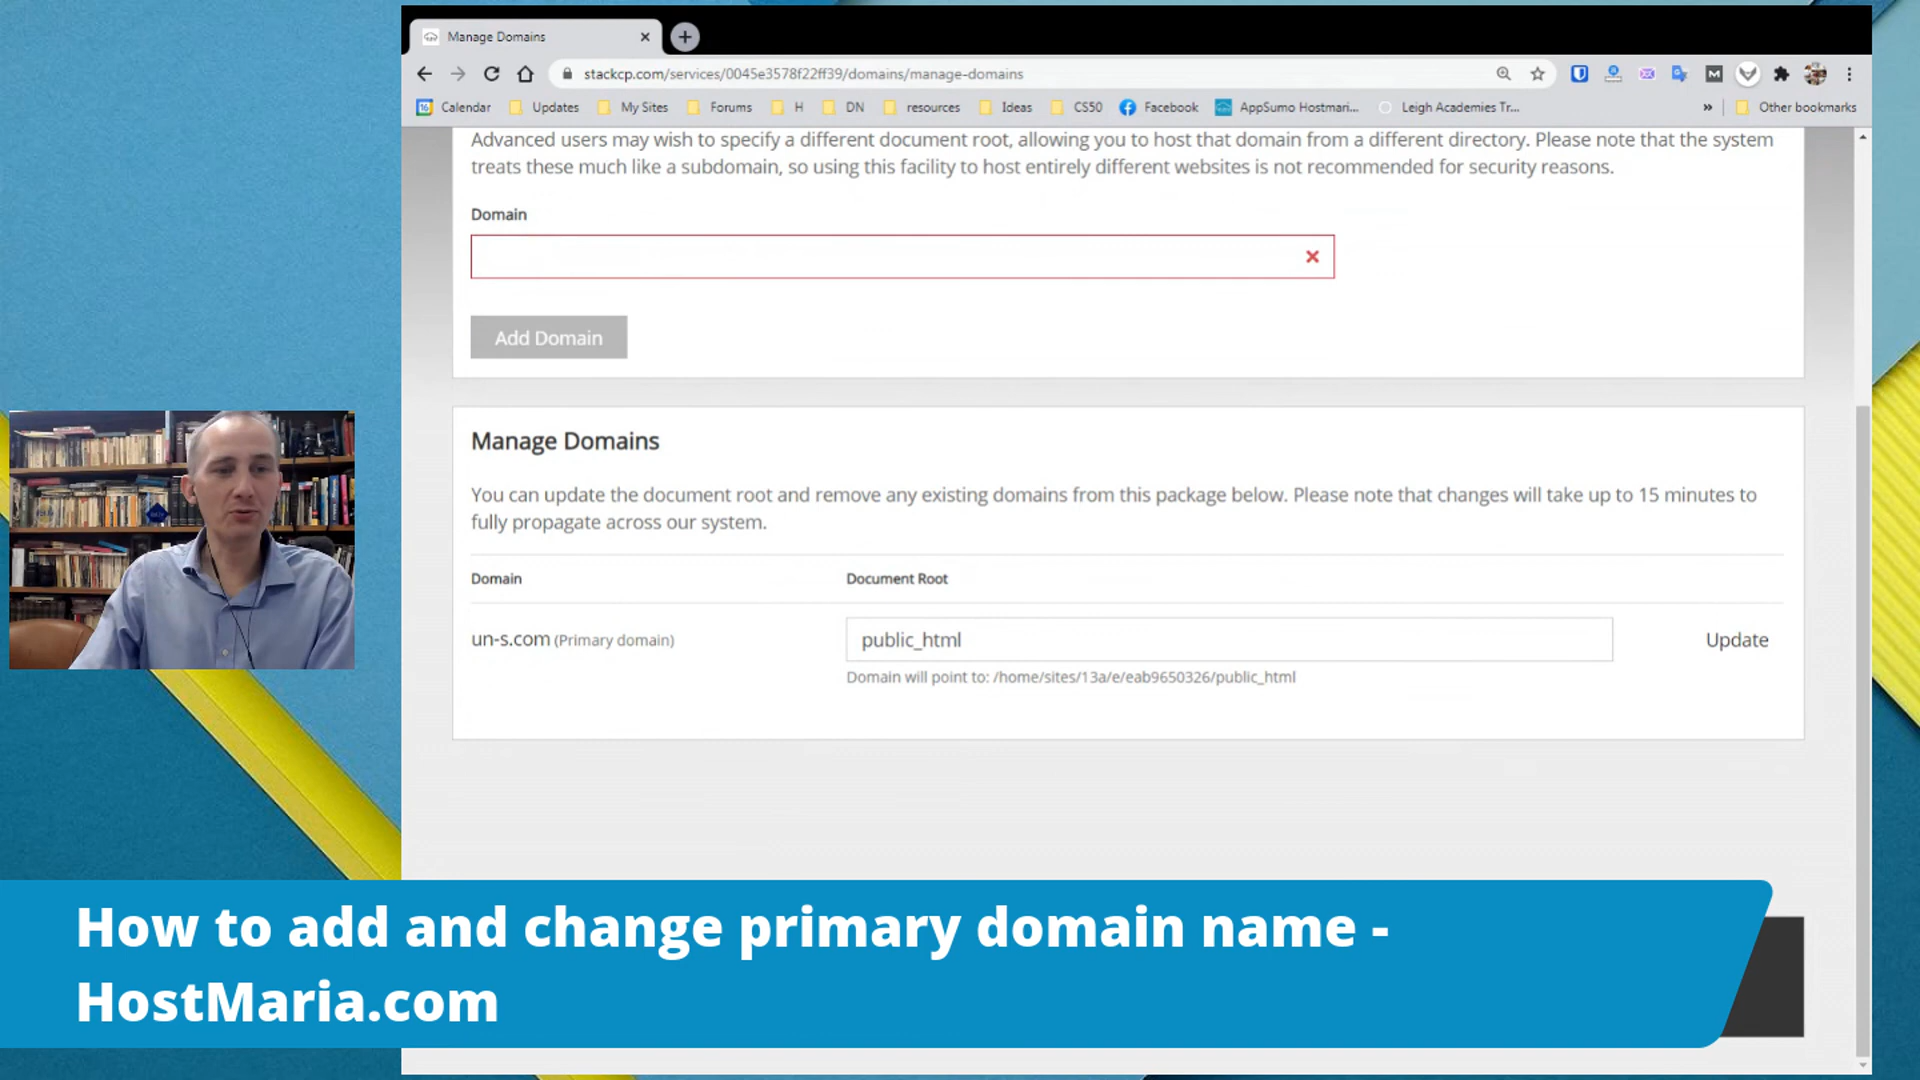 Manage Domains
stackcp.com/services/0045e3578f22ff39/domains/manage-domains
Calendar Updates My Sites Forums H DN resources Ideas CS50 Facebook AppSumo Hostmari... Leigh Academies Tr... » Other bookmarks
Advanced users may wish to specify a different document root, allowing you to host that domain from a different directory. Please note that the system
treats these much like a subdomain, so using this facility to host entirely different websites is not recommended for security reasons.
Domain
Add Domain
Manage Domains
You can update the document root and remove any existing domains from this package below. Please note that changes will take up to 15 minutes to
fully propagate across our system.
Domain Document Root
un-s.com (Primary domain) public_html Update
Domain will point to: /home/sites/13a/e/eab9650326/public_html
How to add and change primary domain name -
HostMaria.com